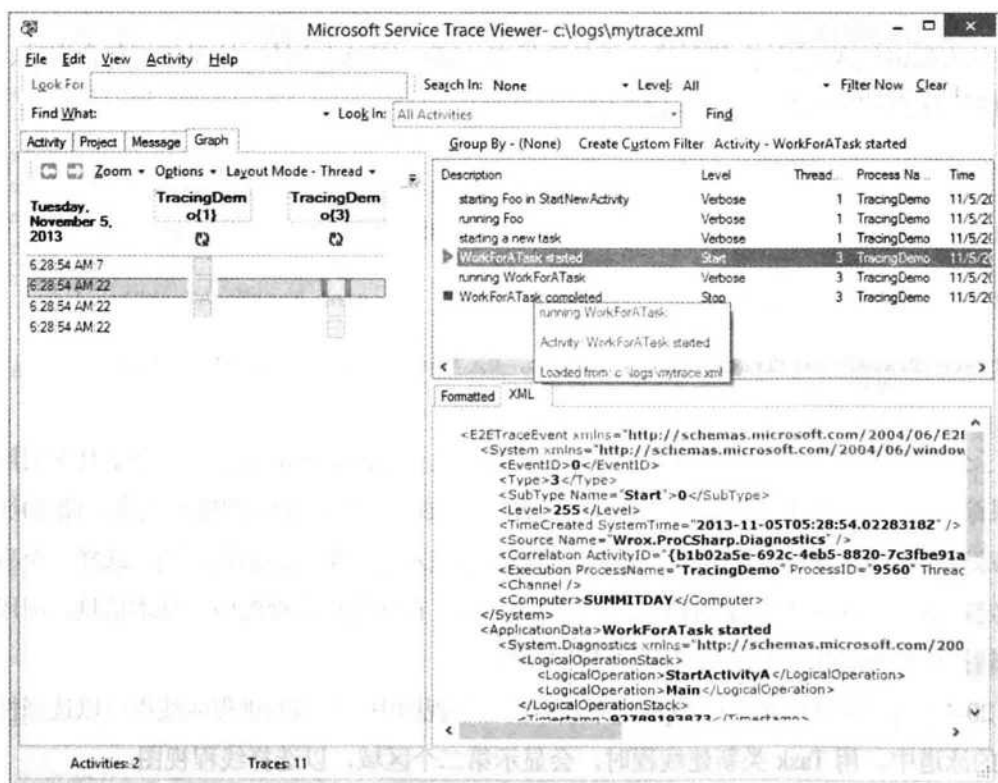 Microsoft Service Trace Viewer- c:\logs\mytrace.xml
File Edit View Activity Help
Look For
Search In: None
Level: All
Filter Now Clear
Find What:
Look In: All Activities
Find
Activity Project Message Graph
Group By - (None) Create Custom Filter Activity - WorkForATask started
Zoom Options Layout Mode - Thread
Tuesday,
November 5,
2013
TracingDem
o{1}
TracingDem
o{3}
6:28:54 AM:7
6:28:54 AM:22
6:28:54 AM:22
6:28:54 AM:22
Description Level Thread... Process Na... Time
starting Foo in StartNewActivity Verbose 1 TracingDemo 11/5/20
running Foo Verbose 1 TracingDemo 11/5/20
starting a new task Verbose 1 TracingDemo 11/5/20
WorkForATask started Start 3 TracingDemo 11/5/20
running WorkForATask Verbose 3 TracingDemo 11/5/20
WorkForATask completed Stop 3 TracingDemo 11/5/20
running WorkForATask
Activity: WorkForATask started
Loaded from: c:\logs\mytrace.xml
Formatted XML
<E2ETraceEvent xmlns="http://schemas.microsoft.com/2004/06/E2E
<System xmlns="http://schemas.microsoft.com/2004/06/window
<EventID>0</EventID>
<Type>3</Type>
<SubType Name="Start">0</SubType>
<Level>255</Level>
<TimeCreated SystemTime="2013-11-05T05:28:54.0228318Z" />
<Source Name="Wrox.ProCSharp.Diagnostics" />
<Correlation ActivityID="{b1b02a5e-692c-4eb5-8820-7c3fbe91a
<Execution ProcessName="TracingDemo" ProcessID="9560" Threac
<Channel />
<Computer>SUMMITDAY</Computer>
</System>
<ApplicationData>WorkForATask started
<System.Diagnostics xmlns="http://schemas.microsoft.com/200
<LogicalOperationStack>
<LogicalOperation>StartActivityA</LogicalOperation>
<LogicalOperation>Main</LogicalOperation>
</LogicalOperationStack>
<Timestamp>92789193873</Timestamp>
Activities: 2
Traces: 11